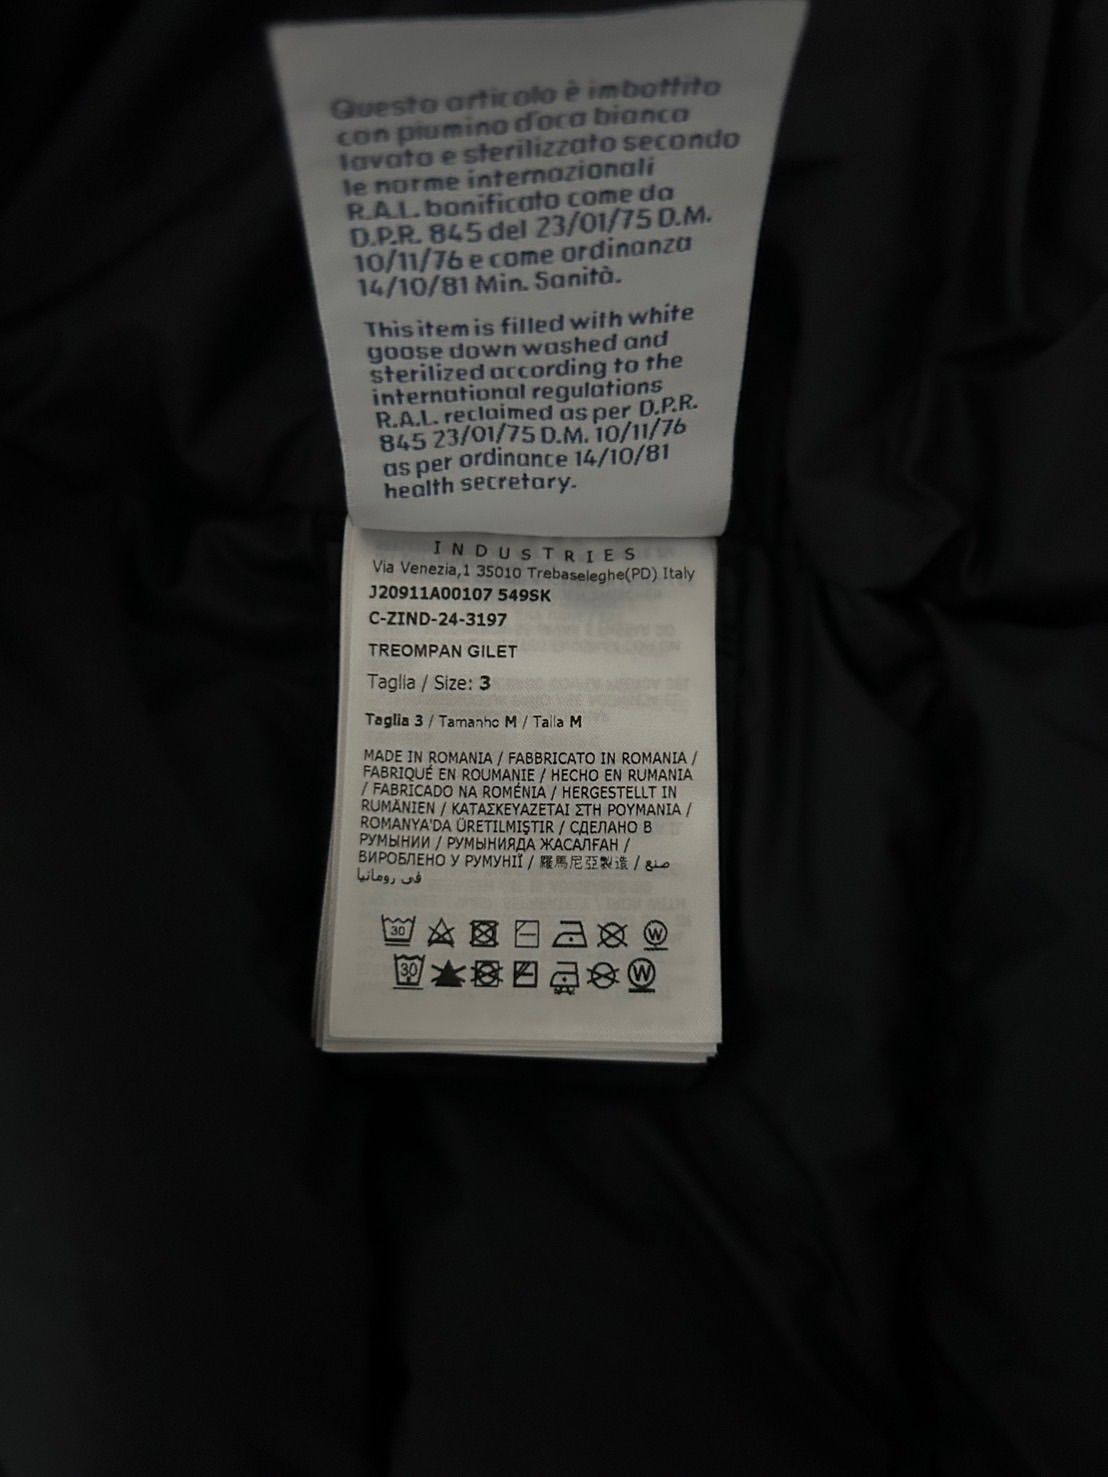 Questo articolo è imbottito
con piumino d'oca bianca
lavato e sterilizzato secondo
le norme internazionali
R.A.L. bonificato come da
D.P.R. 845 del 23/01/75 D.M.
10/11/76 e come ordinanza
14/10/81 Min. Sanità.
This item is filled with white
goose down washed and
sterilized according to the
international regulations
R.A.L. reclaimed as per D.P.R.
845 23/01/75 D.M. 10/11/76
as per ordinance 14/10/81
health secretary.
INDUSTRIES
Via Venezia,1 35010 Trebaseleghe(PD) Italy
J20911A00107 549SK
C-ZIND-24-3197
TREOMPAN GILET
Taglia / Size: 3
Taglia 3 / Tamanho M / Talla M
MADE IN ROMANIA / FABBRICATO IN ROMANIA /
FABRIQUÉ EN ROUMANIE / HECHO EN RUMANIA
/ FABRICADO NA ROMÉNIA / HERGESTELLT IN
RUMÄNIEN / ΚΑΤΑΣΚΕΥΑΖΕΤΑΙ ΣΤΗ ΡΟΥΜΑΝΙΑ /
ROMANYA'DA ÜRETILMIŞTIR / СДЕЛАНО В
РУМЫНИИ / РУМЫНИЯДА ЖАСАЛҒАН /
ВИРОБЛЕНО У РУМУНІЇ / 羅馬尼亞製造 / صنع
في رومانيا
30 W
30 W